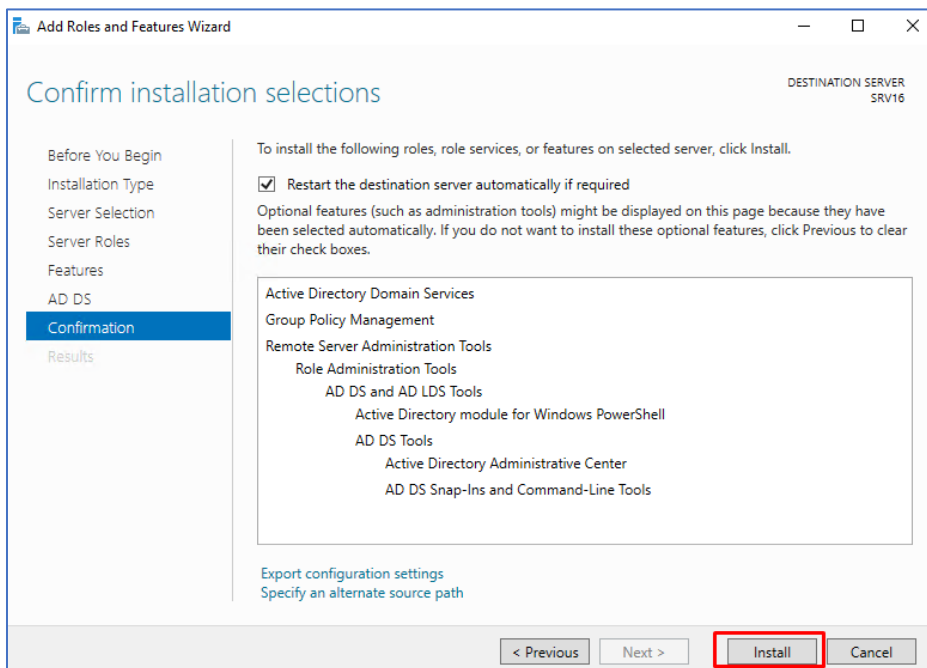 Add Roles and Features Wizard
Confirm installation selections
DESTINATION SERVER
SRV16
Before You Begin
Installation Type
Server Selection
Server Roles
Features
AD DS
Confirmation
Results
To install the following roles, role services, or features on selected server, click Install.
Restart the destination server automatically if required
Optional features (such as administration tools) might be displayed on this page because they have
been selected automatically. If you do not want to install these optional features, click Previous to clear
their check boxes.
Active Directory Domain Services
Group Policy Management
Remote Server Administration Tools
Role Administration Tools
AD DS and AD LDS Tools
Active Directory module for Windows PowerShell
AD DS Tools
Active Directory Administrative Center
AD DS Snap-Ins and Command-Line Tools
Export configuration settings
Specify an alternate source path
< Previous
Next >
Install
Cancel